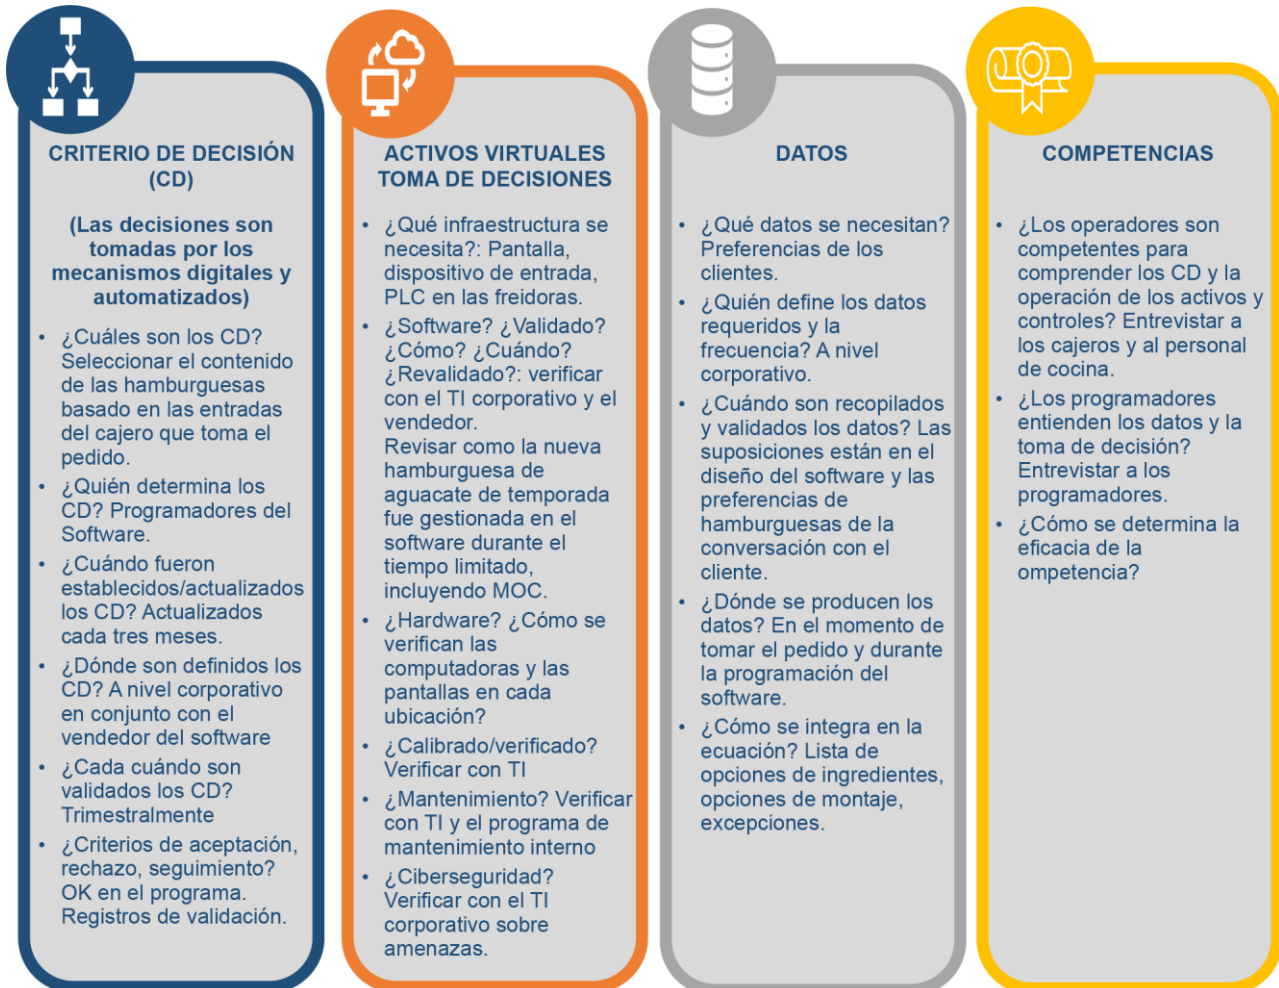 CRITERIO DE DECISIÓN
(CD)
(Las decisiones son
tomadas por los
mecanismos digitales y
automatizados)
• ¿Cuáles son los CD?
Seleccionar el contenido
de las hamburguesas
basado en las entradas
del cajero que toma el
pedido.
• ¿Quién determina los
CD? Programadores del
Software.
• ¿Cuándo fueron
establecidos/actualizados
los CD? Actualizados
cada tres meses.
• ¿Dónde son definidos los
CD? A nivel corporativo
en conjunto con el
vendedor del software
• ¿Cada cuándo son
validados los CD?
Trimestralmente
• ¿Criterios de aceptación,
rechazo, seguimiento?
OK en el programa.
Registros de validación.
ACTIVOS VIRTUALES
TOMA DE DECISIONES
• ¿Qué infraestructura se
necesita?: Pantalla,
dispositivo de entrada,
PLC en las freidoras.
• ¿Software? ¿Validado?
¿Cómo? ¿Cuándo?
¿Revalidado?: verificar
con el TI corporativo y el
vendedor.
Revisar como la nueva
hamburguesa de
aguacate de temporada
fue gestionada en el
software durante el
tiempo limitado,
incluyendo MOC.
• ¿Hardware? ¿Cómo se
verifican las
computadoras y las
pantallas en cada
ubicación?
• ¿Calibrado/verificado?
Verificar con TI
• ¿Mantenimiento? Verificar
con TI y el programa de
mantenimiento interno
• ¿Ciberseguridad?
Verificar con el TI
corporativo sobre
amenazas.
DATOS
• ¿Qué datos se necesitan?
Preferencias de los
clientes.
• ¿Quién define los datos
requeridos y la
frecuencia? A nivel
corporativo.
• ¿Cuándo son recopilados
y validados los datos? Las
suposiciones están en el
diseño del software y las
preferencias de
hamburguesas de la
conversación con el
cliente.
• ¿Dónde se producen los
datos? En el momento de
tomar el pedido y durante
la programación del
software.
• ¿Cómo se integra en la
ecuación? Lista de
opciones de ingredientes,
opciones de montaje,
excepciones.
COMPETENCIAS
• ¿Los operadores son
competentes para
comprender los CD y la
operación de los activos y
controles? Entrevistar a
los cajeros y al personal
de cocina.
• ¿Los programadores
entienden los datos y la
toma de decisión?
Entrevistar a los
programadores.
• ¿Cómo se determina la
eficacia de la
ompetencia?